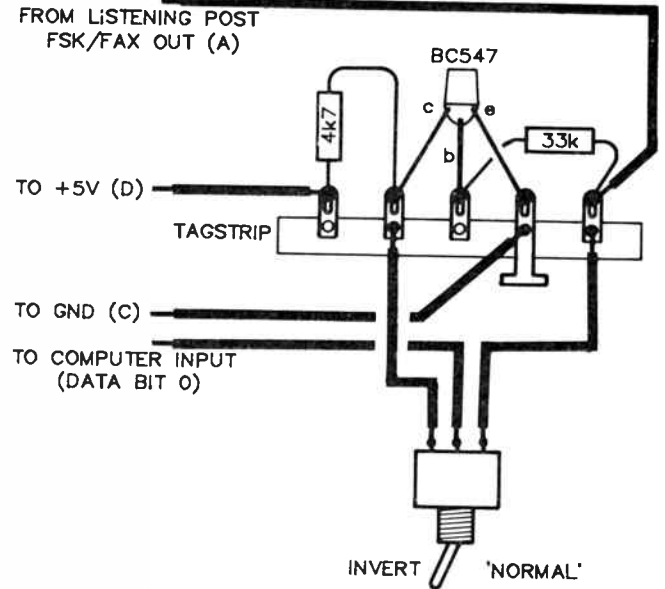 FROM LISTENING POST
FSK/FAX OUT (A)
BC547
c
e
4k7
b
33k
TO +5V (D)
TAGSTRIP
TO GND (C)
TO COMPUTER INPUT
(DATA BIT 0)
INVERT
'NORMAL'